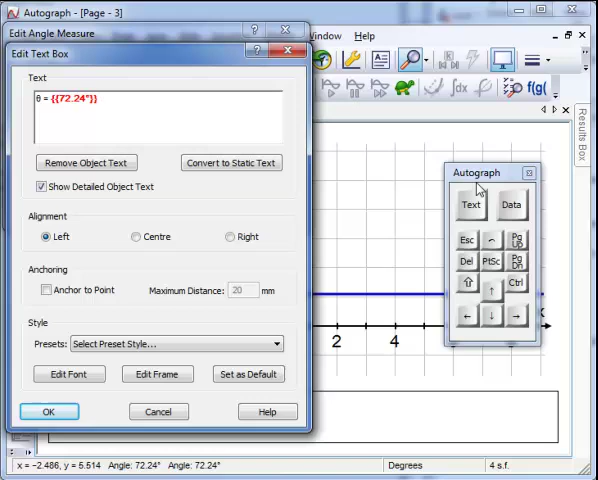 Autograph - [Page - 3]
Edit Angle Measure
Window Help
Edit Text Box
Text
θ = {{72.24°}}
Remove Object Text
Convert to Static Text
Show Detailed Object Text
Alignment
Left
Centre
Right
Anchoring
Anchor to Point
Maximum Distance:
20
mm
Style
Presets:
Select Preset Style...
Edit Font
Edit Frame
Set as Default
OK
Cancel
Help
∫dx
f(g(
Results Box
Autograph
Text
Data
Esc
Pg Up
Del
PtSc
Pg Dn
Ctrl
x
2
4
x = -2.486, y = 5.514 Angle: 72.24° Angle: 72.24°
Degrees
4 s.f.